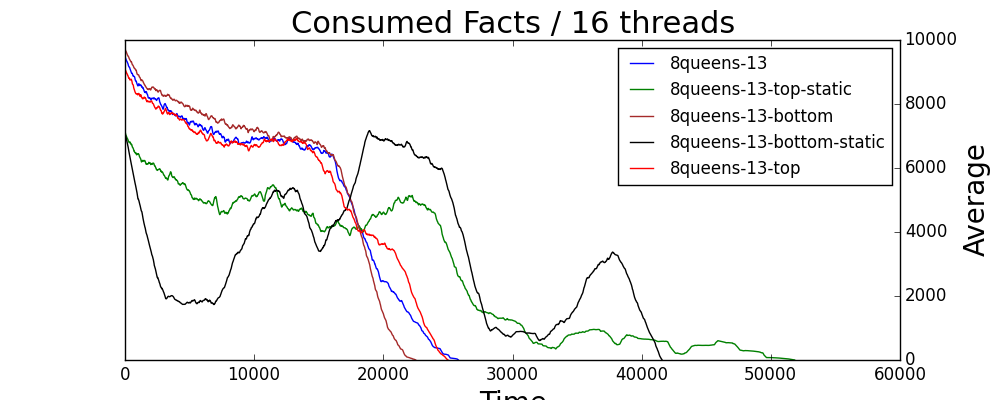 Consumed Facts / 16 threads
8queens-13
8queens-13-top-static
8queens-13-bottom
8queens-13-bottom-static
8queens-13-top
10000
8000
6000
4000
2000
0
Average
0 10000 20000 30000 40000 50000 60000
Time